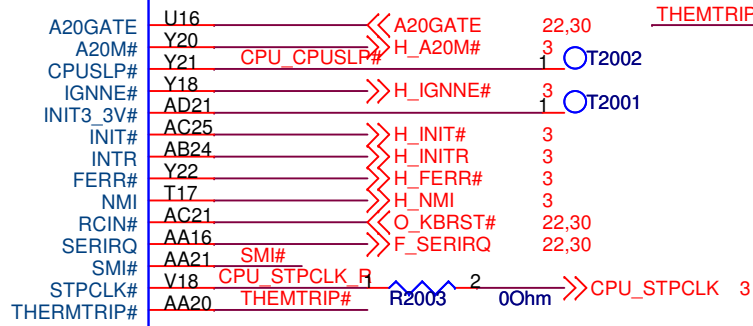 A20GATE U16 A20GATE 22,30 THEMTRIP
A20M# Y20 H_A20M# 3
CPUSLP# Y21 CPU_CPUSLP# 1 T2002
IGNNE# Y18 H_IGNNE# 3
INIT3_3V# AD21 1 T2001
INIT# AC25 H_INIT# 3
INTR AB24 H_INITR 3
FERR# Y22 H_FERR# 3
NMI T17 H_NMI 3
RCIN# AC21 O_KBRST# 22,30
SERIRQ AA16 F_SERIRQ 22,30
SMI# AA21 SMI#
STPCLK# V18 CPU_STPCLK_R 1 R2003 2 0Ohm CPU_STPCLK 3
THERMTRIP# AA20 THEMTRIP#